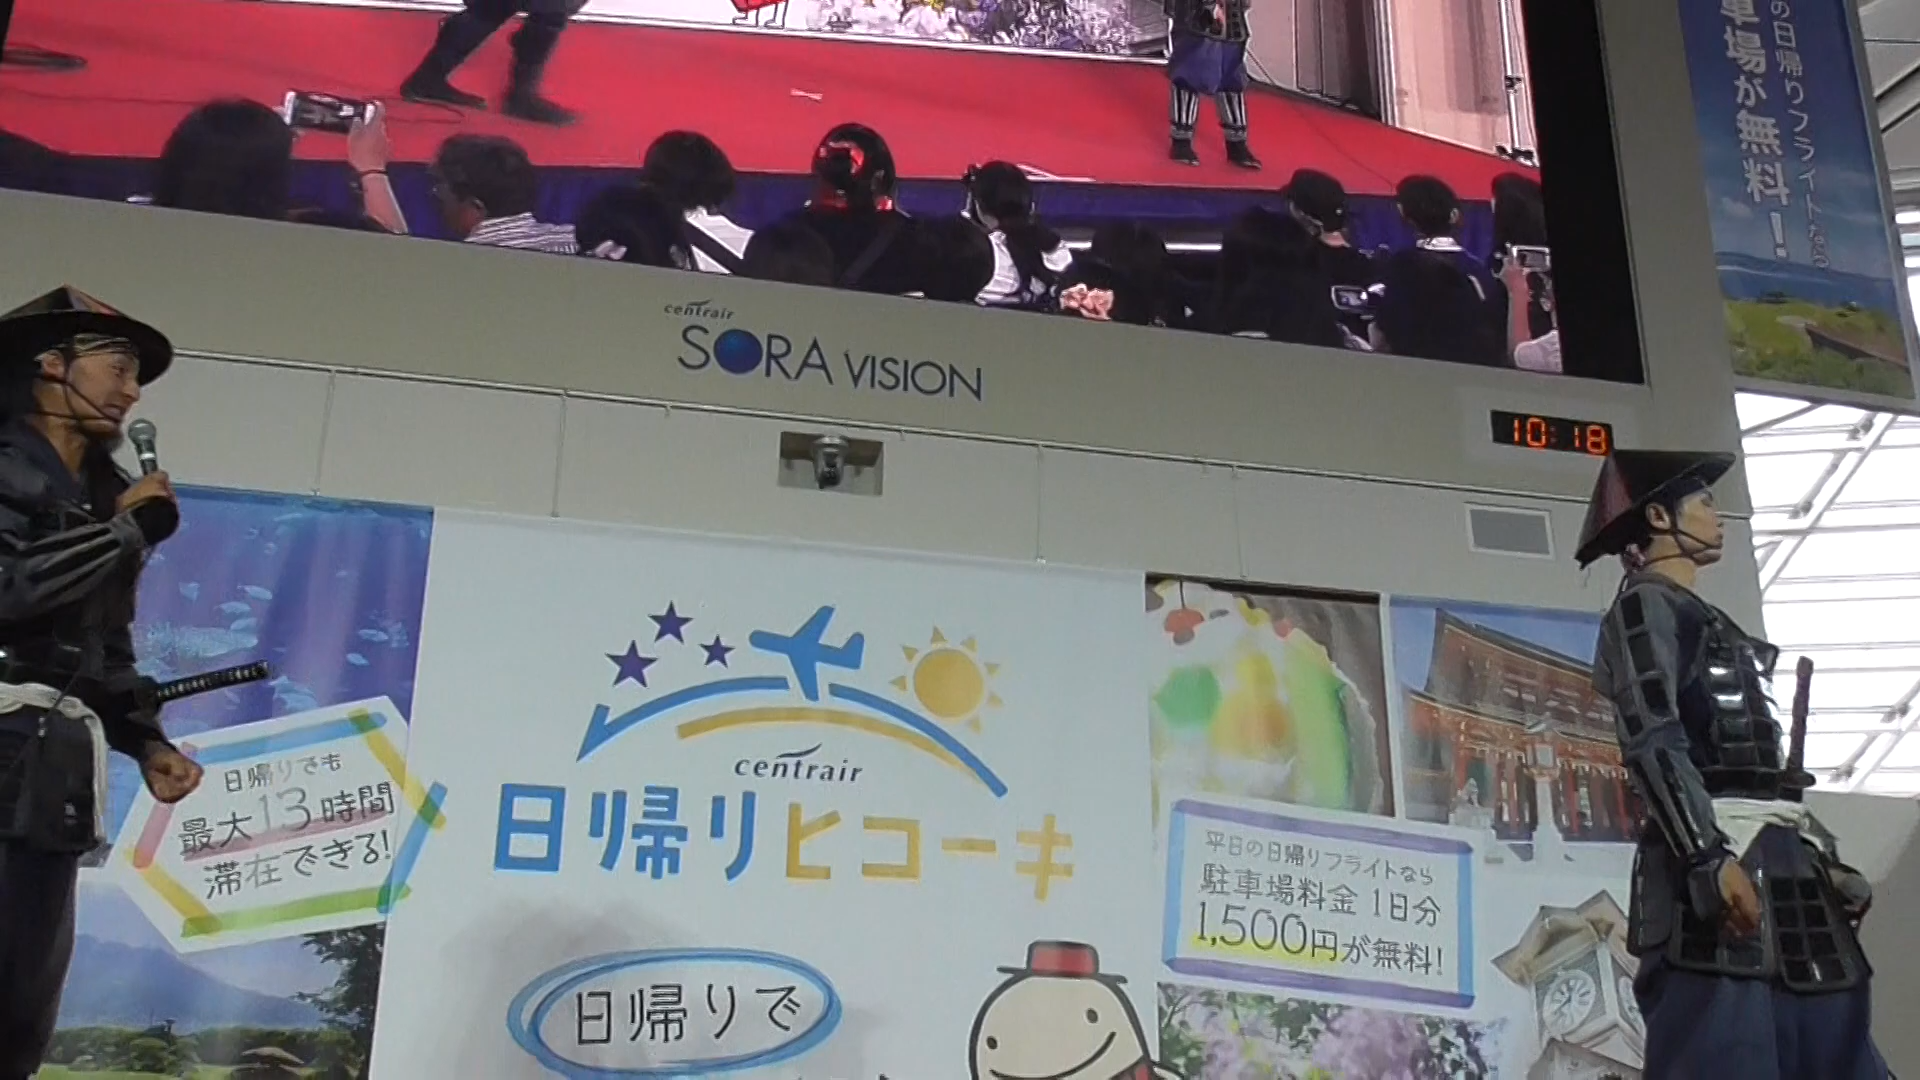 の日帰りフライトなら
車場が無料!
centrair
SORA VISION
10:18
centrair
日帰りヒコーキ
日帰りでも
最大13時間
滞在できる!
平日の日帰りフライトなら
駐車場料金 1日分
1,500円が無料!
日帰りで